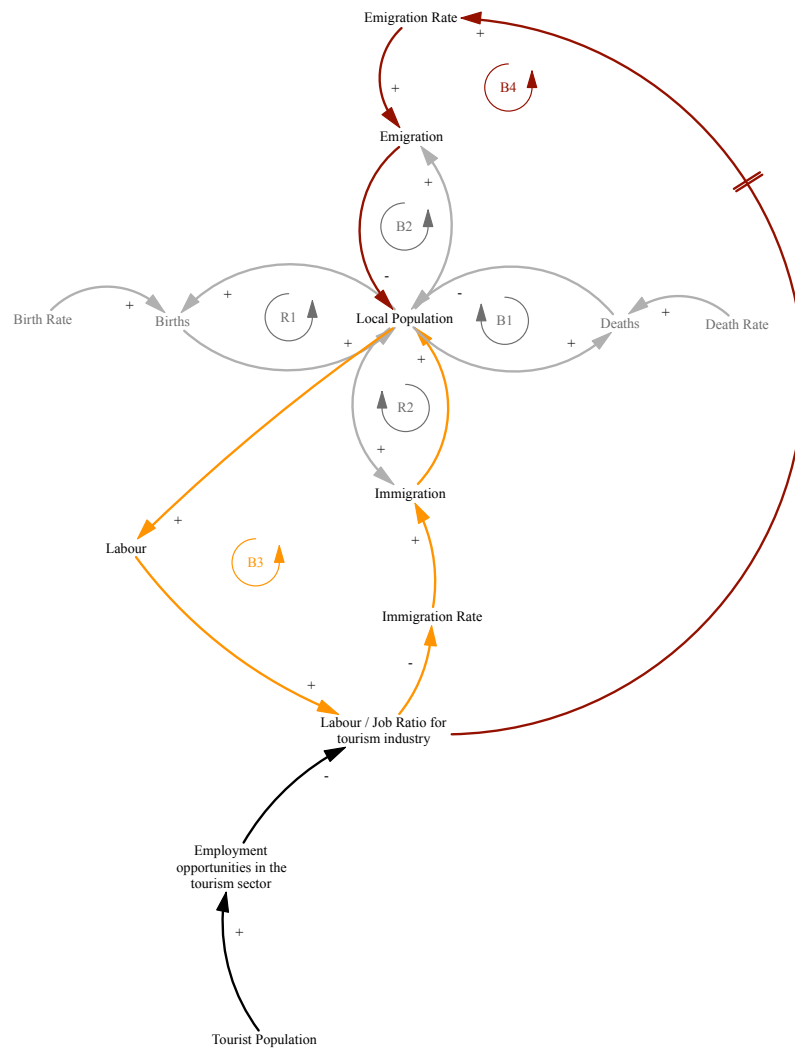 Emigration Rate
+
B4
+
Emigration
+
B2
-
-
+
+
Birth Rate
Births
R1
Local Population
B1
Deaths
Death Rate
+
+
+
+
+
R2
+
Immigration
+
+
Labour
B3
Immigration Rate
-
+
Labour / Job Ratio for
tourism industry
-
Employment
opportunities in the
tourism sector
+
Tourist Population